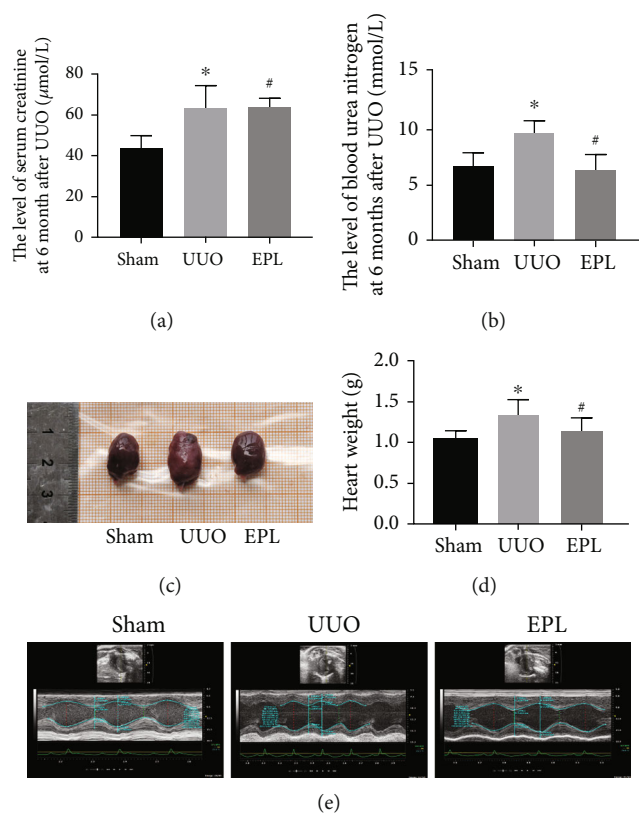 The level of serum creatinine
at 6 month after UUO (μmol/L)
80
60
40
20
0
*
#
Sham UUO EPL
(a)
The level of blood urea nitrogen
at 6 months after UUO (mmol/L)
15
10
5
0
*
#
Sham UUO EPL
(b)
1
2
3
Sham UUO EPL
(c)
Heart weight (g)
2.0
1.5
1.0
0.5
0.0
*
#
Sham UUO EPL
(d)
Sham UUO EPL
(e)